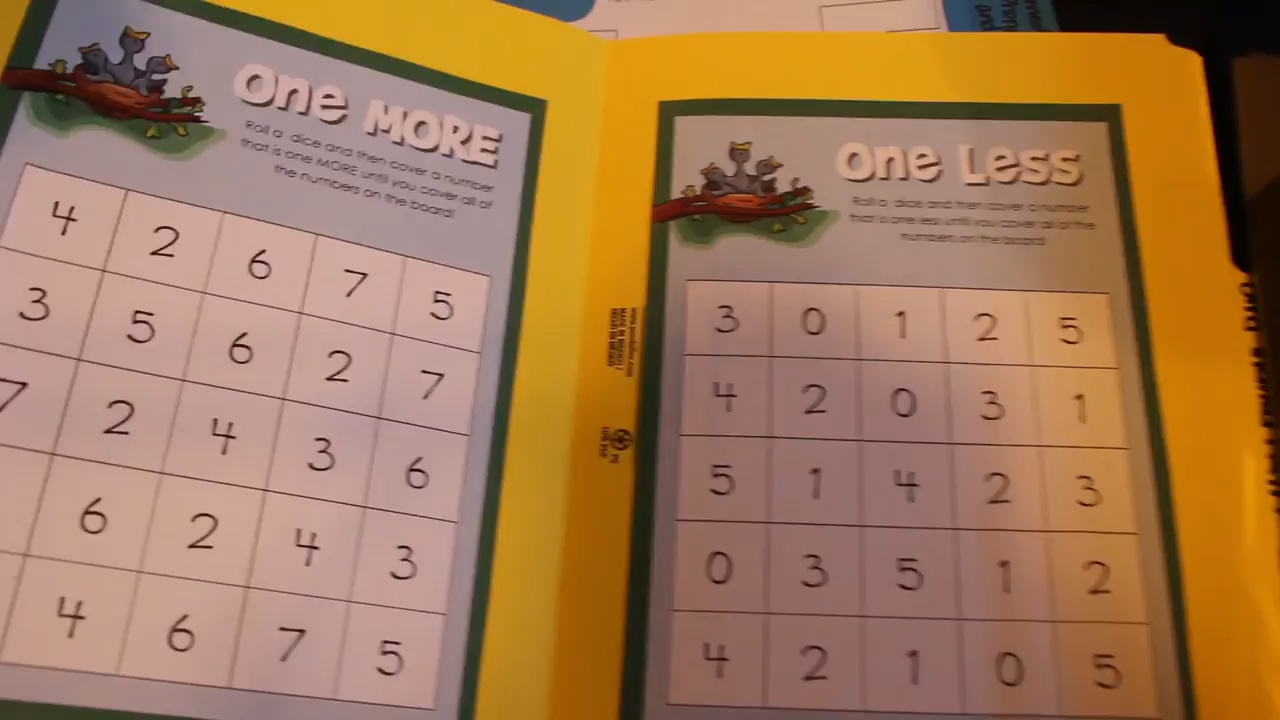 One MORE
Roll a dice and then cover a number
that is one MORE until you cover all of
the numbers on the board!
4 2 6 7 5
3 5 6 2 7
7 2 4 3 6
6 2 4 3
4 6 7 5
One Less
Roll a dice and then cover a number
that is one less until you cover all of the
numbers on the board!
3 0 1 2 5
4 2 0 3 1
5 1 4 2 3
0 3 5 1 2
4 2 1 0 5